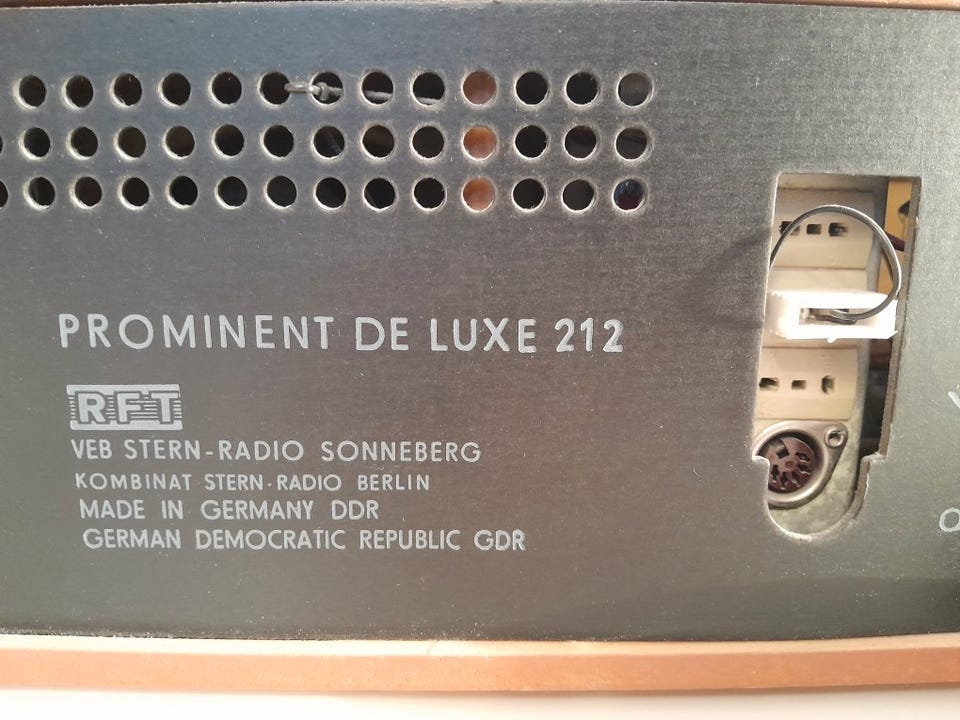 PROMINENT DE LUXE 212
RFT
VEB STERN-RADIO SONNEBERG
KOMBINAT STERN-RADIO BERLIN
MADE IN GERMANY DDR
GERMAN DEMOCRATIC REPUBLIC GDR